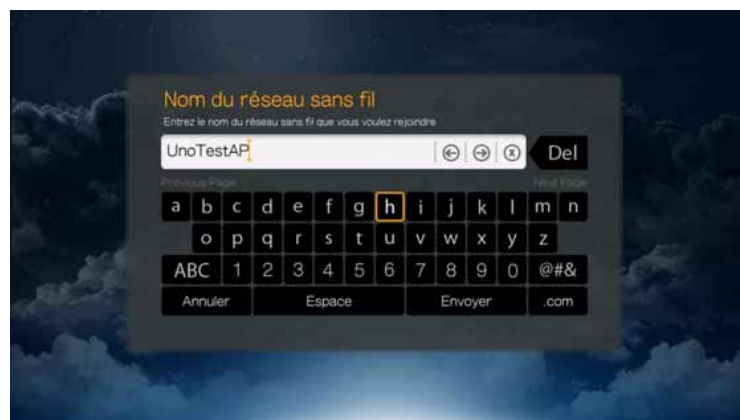 Nom du réseau sans fil
Entrez le nom du réseau sans fil que vous voulez rejoindre
UnoTestAP
Del
Previous Page Next Page
a b c d e f g h i j k l m n
o p q r s t u v w x y z
ABC 1 2 3 4 5 6 7 8 9 0 @#&
Annuler Espace Envoyer .com